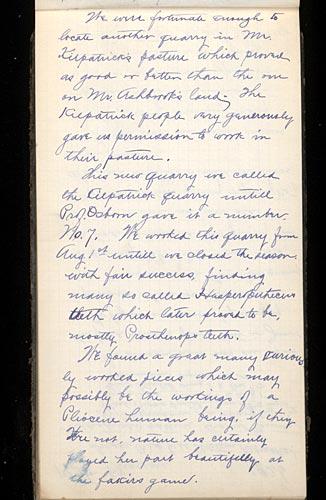 We were fortunate enough to
locate another quarry in Mr.
Kilpatrick's pasture which proved
as good or better than the one
on Mr. Ashbrook's land. The
Kilpatrick people very generously
gave us permission to work in
their pasture.
This new quarry we called
the Kilpatrick quarry untill
Prof. Osborn gave it a number.
No. 7. We worked this quarry from
Aug. 1st untill we closed the season
with fair success, finding
many so called Hesperopithecus
teeth which later proved to be,
mostly Prosthenops teeth.
We found a great many curious
ly worked pieces which may
possibly be the workings of a
Pliocene human being, if they
are not, nature has certainly
played her part beautifully at
the fakirs game.